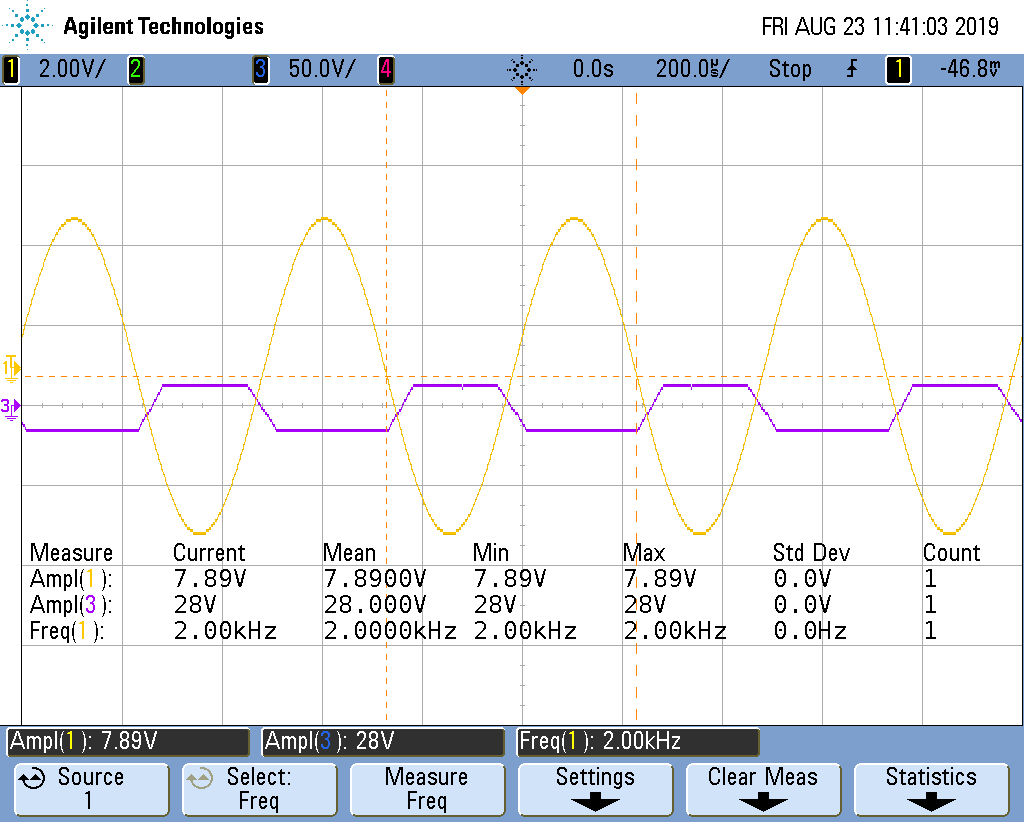 Agilent Technologies FRI AUG 23 11:41:03 2019
1 2.00V/ 2 3 50.0V/ 4 0.0s 200.0µs/ Stop 1 -46.8mV
1
T
3
Measure Current Mean Min Max Std Dev Count
Ampl(1): 7.89V 7.8900V 7.89V 7.89V 0.0V 1
Ampl(3): 28V 28.000V 28V 28V 0.0V 1
Freq(1): 2.00kHz 2.0000kHz 2.00kHz 2.00kHz 0.0Hz 1
Ampl(1): 7.89V Ampl(3): 28V Freq(1): 2.00kHz
Source Select: Measure Settings Clear Meas Statistics
1 Freq Freq